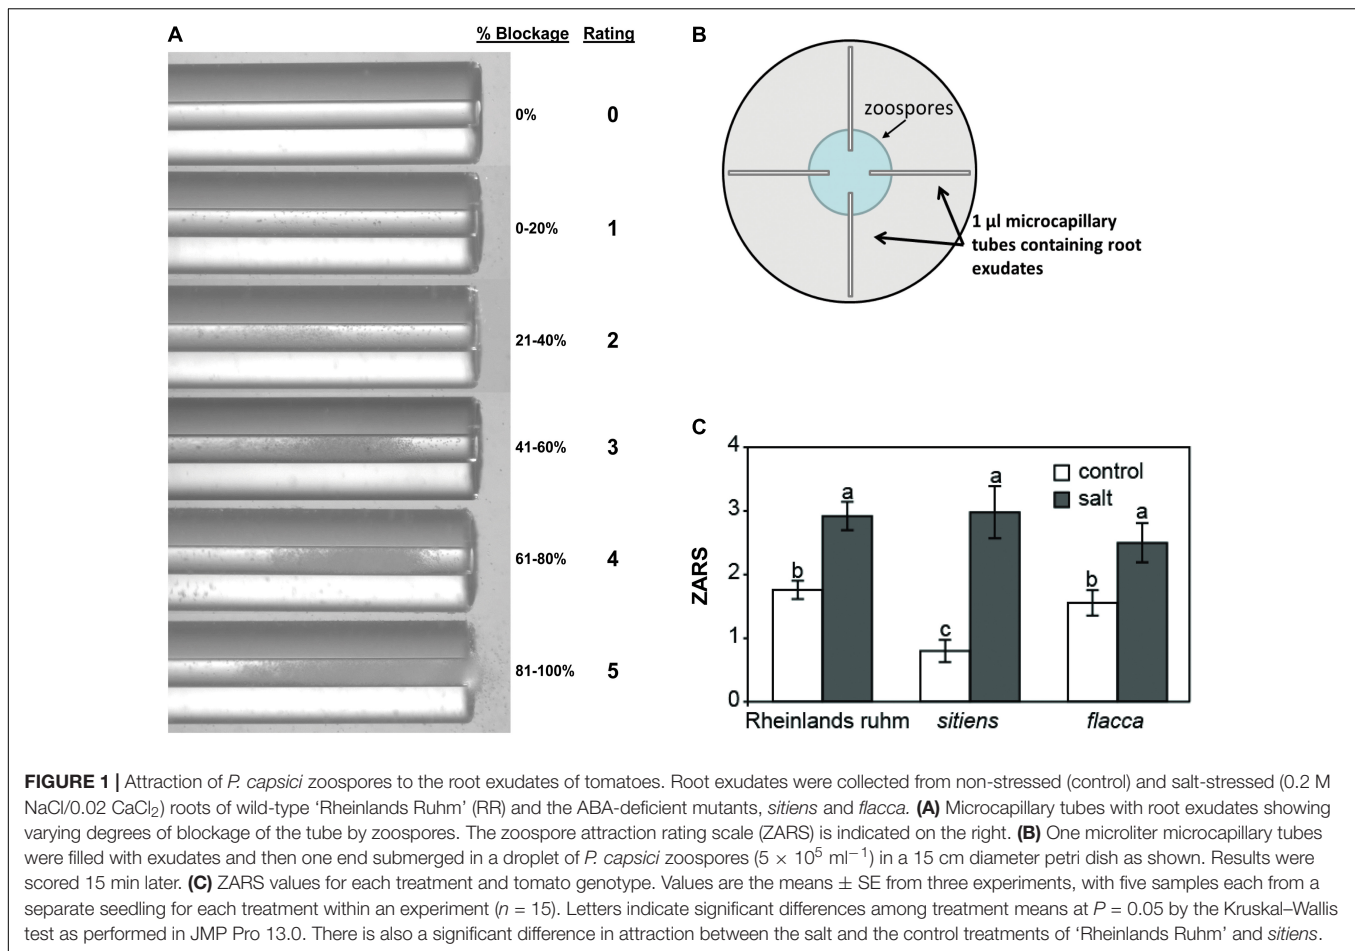 A
% Blockage Rating
0% 0
0-20% 1
21-40% 2
41-60% 3
61-80% 4
81-100% 5
B
zoospores
1 µl microcapillary
tubes containing root
exudates
C
4
3
2
1
0
ZARS
control
salt
b
a
c
a
b
a
Rheinlands ruhm sitiens flacca
FIGURE 1 | Attraction of P. capsici zoospores to the root exudates of tomatoes. Root exudates were collected from non-stressed (control) and salt-stressed (0.2 M
NaCl/0.02 CaCl₂) roots of wild-type ‘Rheinlands Ruhm’ (RR) and the ABA-deficient mutants, sitiens and flacca. (A) Microcapillary tubes with root exudates showing
varying degrees of blockage of the tube by zoospores. The zoospore attraction rating scale (ZARS) is indicated on the right. (B) One microliter microcapillary tubes
were filled with exudates and then one end submerged in a droplet of P. capsici zoospores (5 × 10⁵ ml⁻¹) in a 15 cm diameter petri dish as shown. Results were
scored 15 min later. (C) ZARS values for each treatment and tomato genotype. Values are the means ± SE from three experiments, with five samples each from a
separate seedling for each treatment within an experiment (n = 15). Letters indicate significant differences among treatment means at P = 0.05 by the Kruskal–Wallis
test as performed in JMP Pro 13.0. There is also a significant difference in attraction between the salt and the control treatments of ‘Rheinlands Ruhm’ and sitiens.